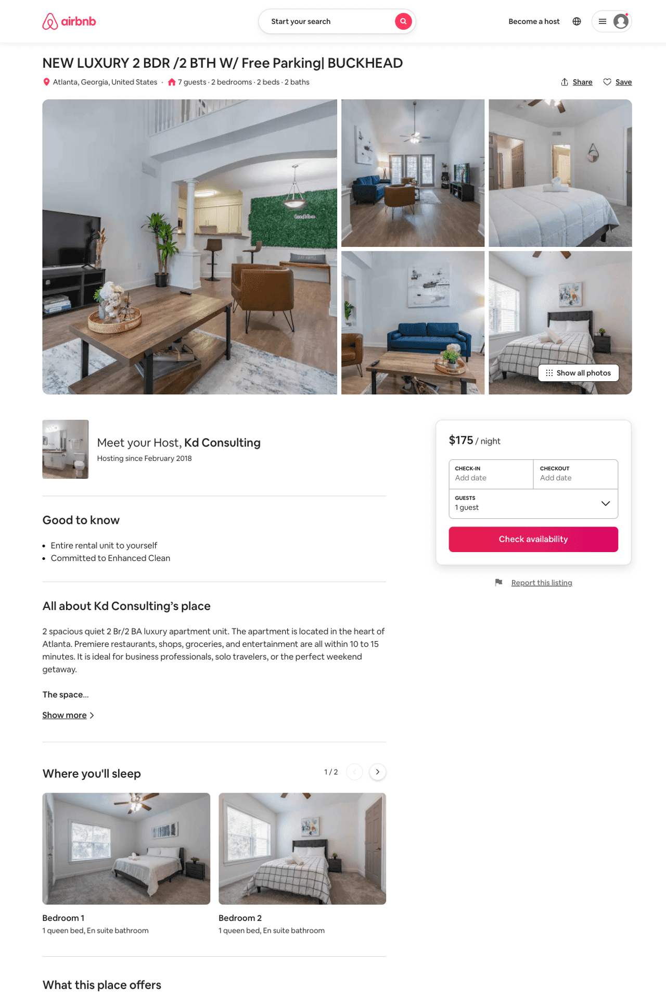 airbnb
Start your search
Become a host
NEW LUXURY 2 BDR /2 BTH W/ Free Parking| BUCKHEAD
Atlanta, Georgia, United States · 7 guests · 2 bedrooms · 2 beds · 2 baths
Share
Save
GoodVibes
Show all photos
Meet your Host, Kd Consulting
Hosting since February 2018
$175 / night
CHECK-IN
Add date
CHECKOUT
Add date
GUESTS
1 guest
Check availability
Report this listing
Good to know
• Entire rental unit to yourself
• Committed to Enhanced Clean
All about Kd Consulting’s place
2 spacious quiet 2 Br/2 BA luxury apartment unit. The apartment is located in the heart of
Atlanta. Premiere restaurants, shops, groceries, and entertainment are all within 10 to 15
minutes. It is ideal for business professionals, solo travelers, or the perfect weekend
getaway.
The space...
Show more
Where you'll sleep
1 / 2
Bedroom 1
1 queen bed, En suite bathroom
Bedroom 2
1 queen bed, En suite bathroom
What this place offers